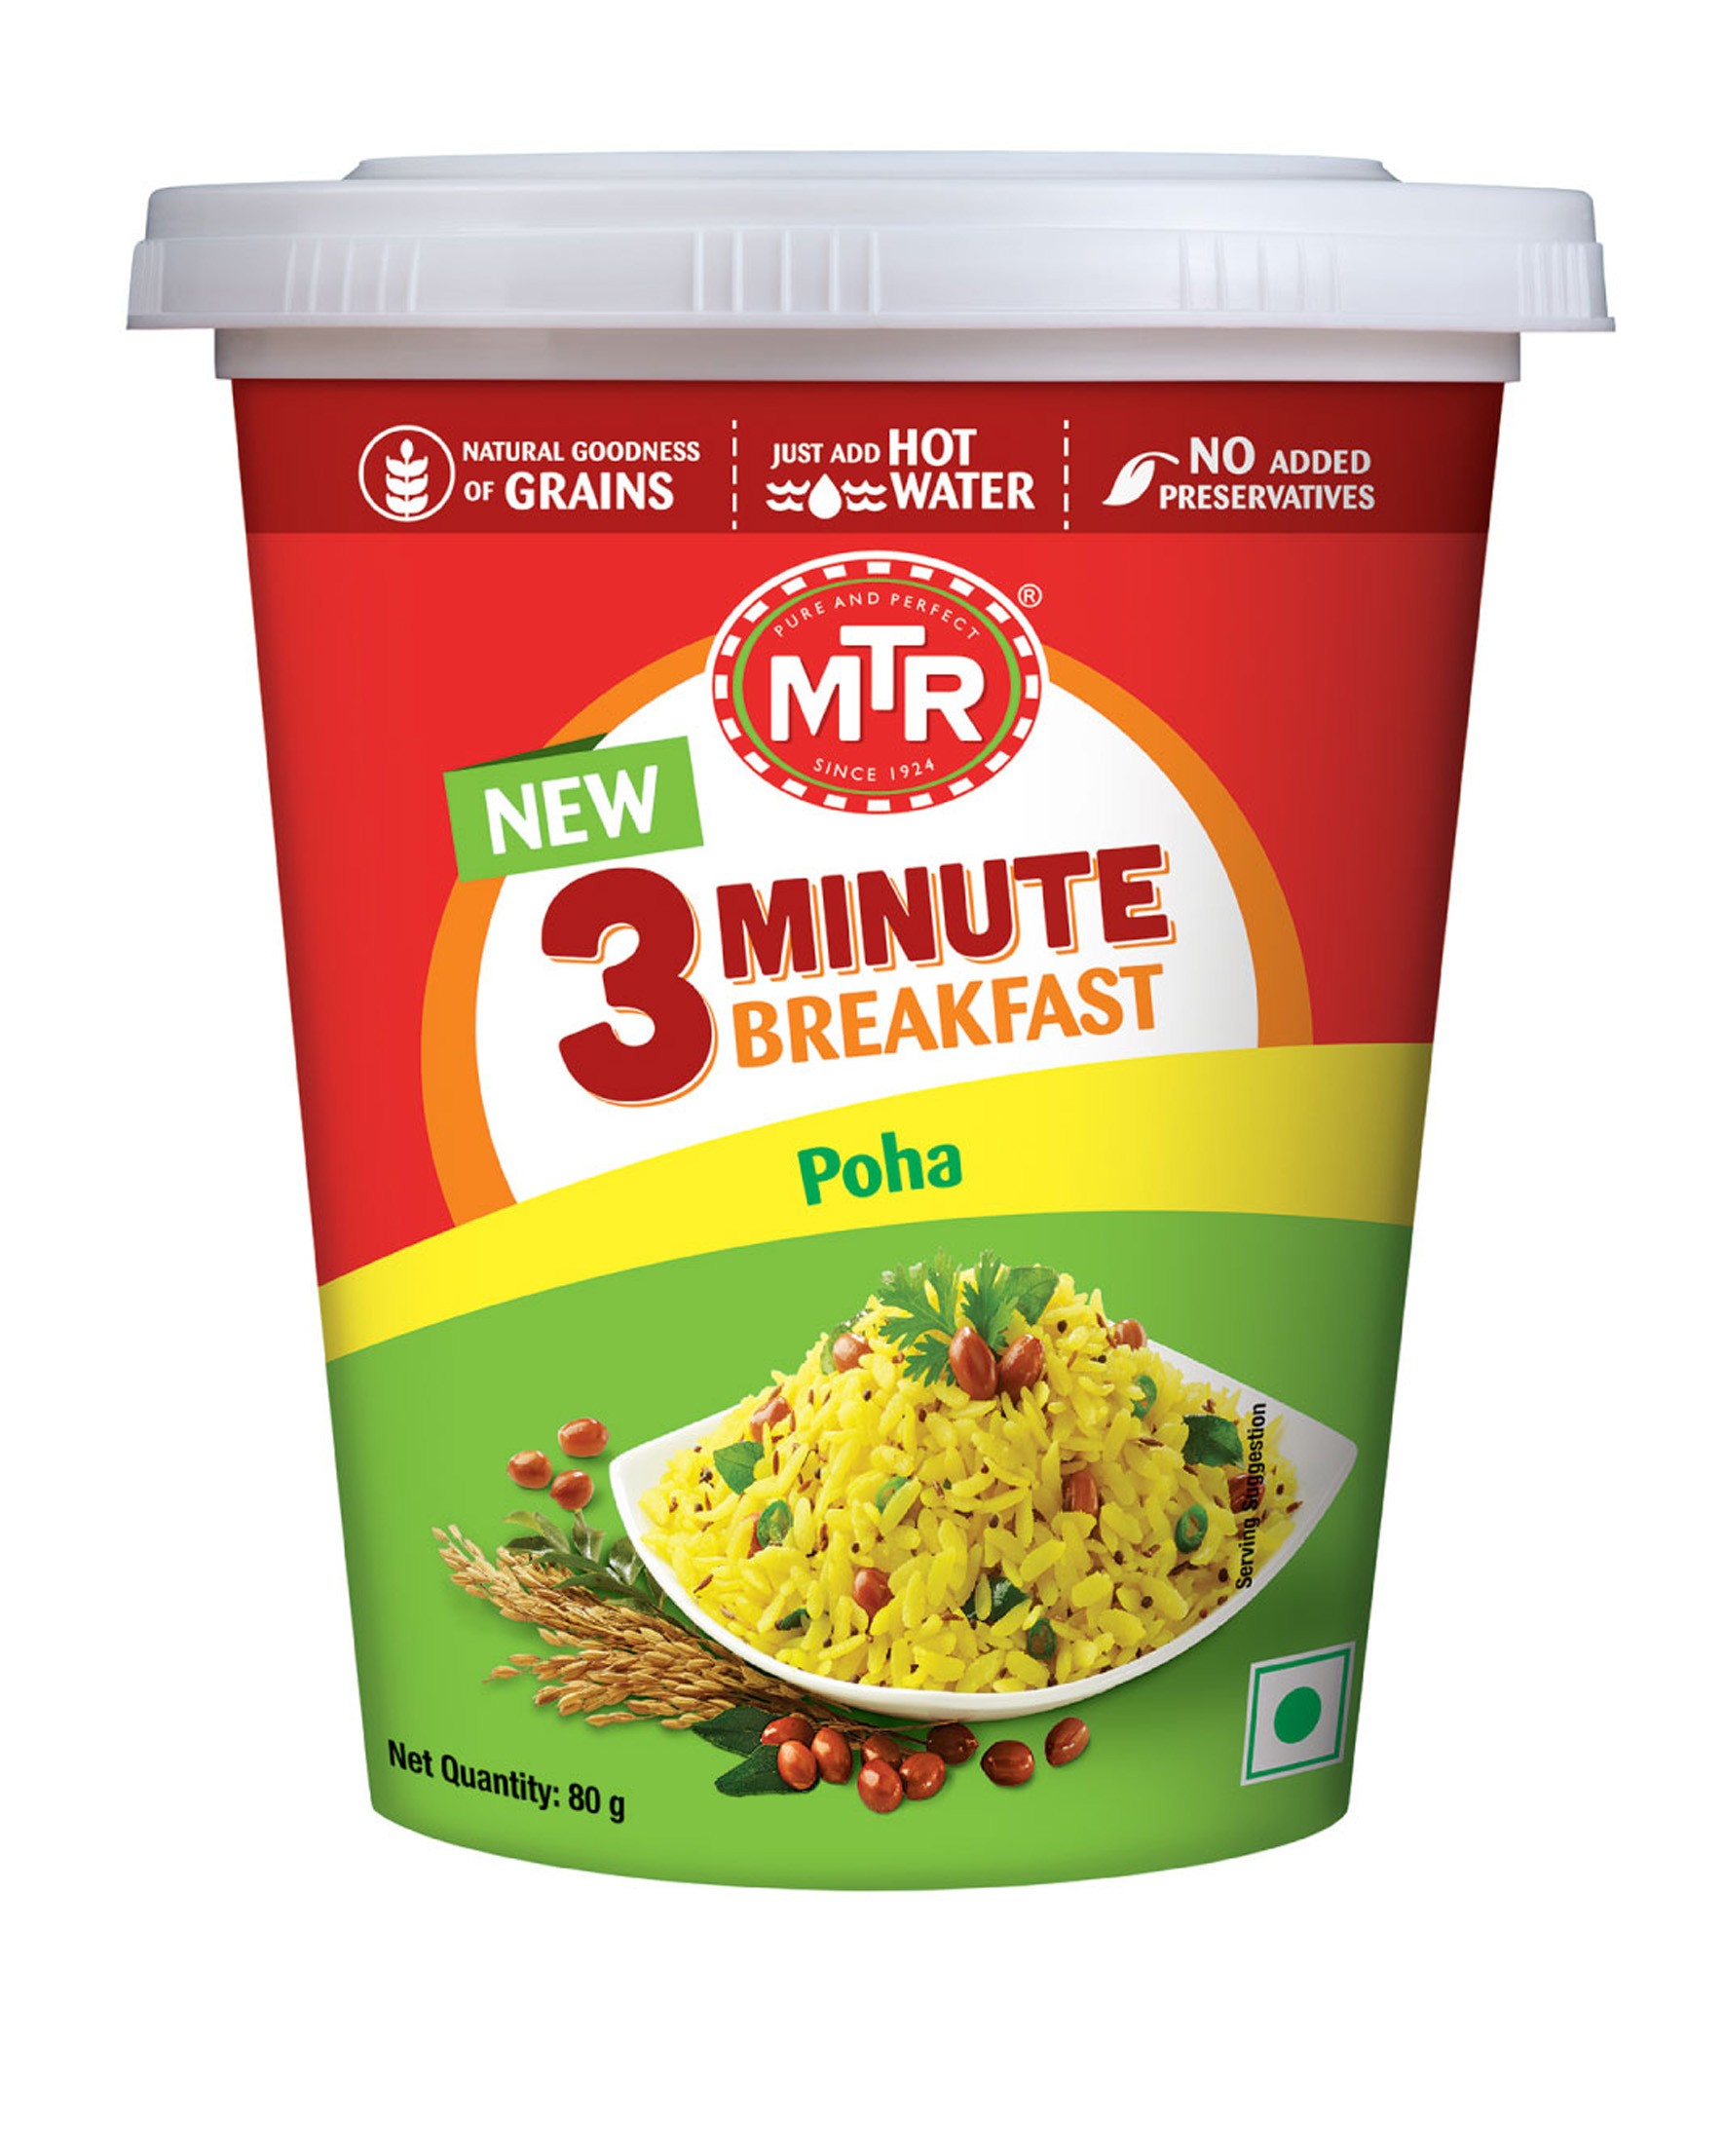 NATURAL GOODNESS
OF GRAINS
JUST ADD HOT
WATER
NO ADDED
PRESERVATIVES
PURE AND PERFECT
®
MTR
SINCE 1924
NEW
3 MINUTE
BREAKFAST
Poha
Serving Suggestion
Net Quantity: 80 g